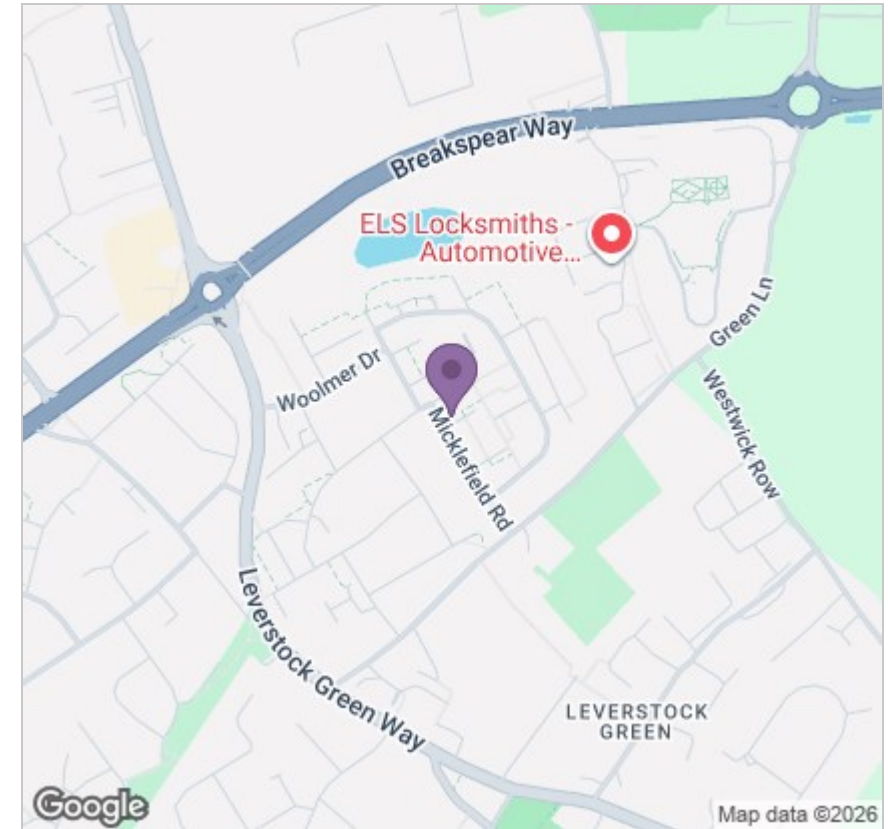 Breakspear Way
ELS Locksmiths -
Automotive...
Green Ln
Woolmer Dr
Westwick Row
Micklefield Rd
Leverstock Green Way
LEVERSTOCK
GREEN
Google
Map data ©2026